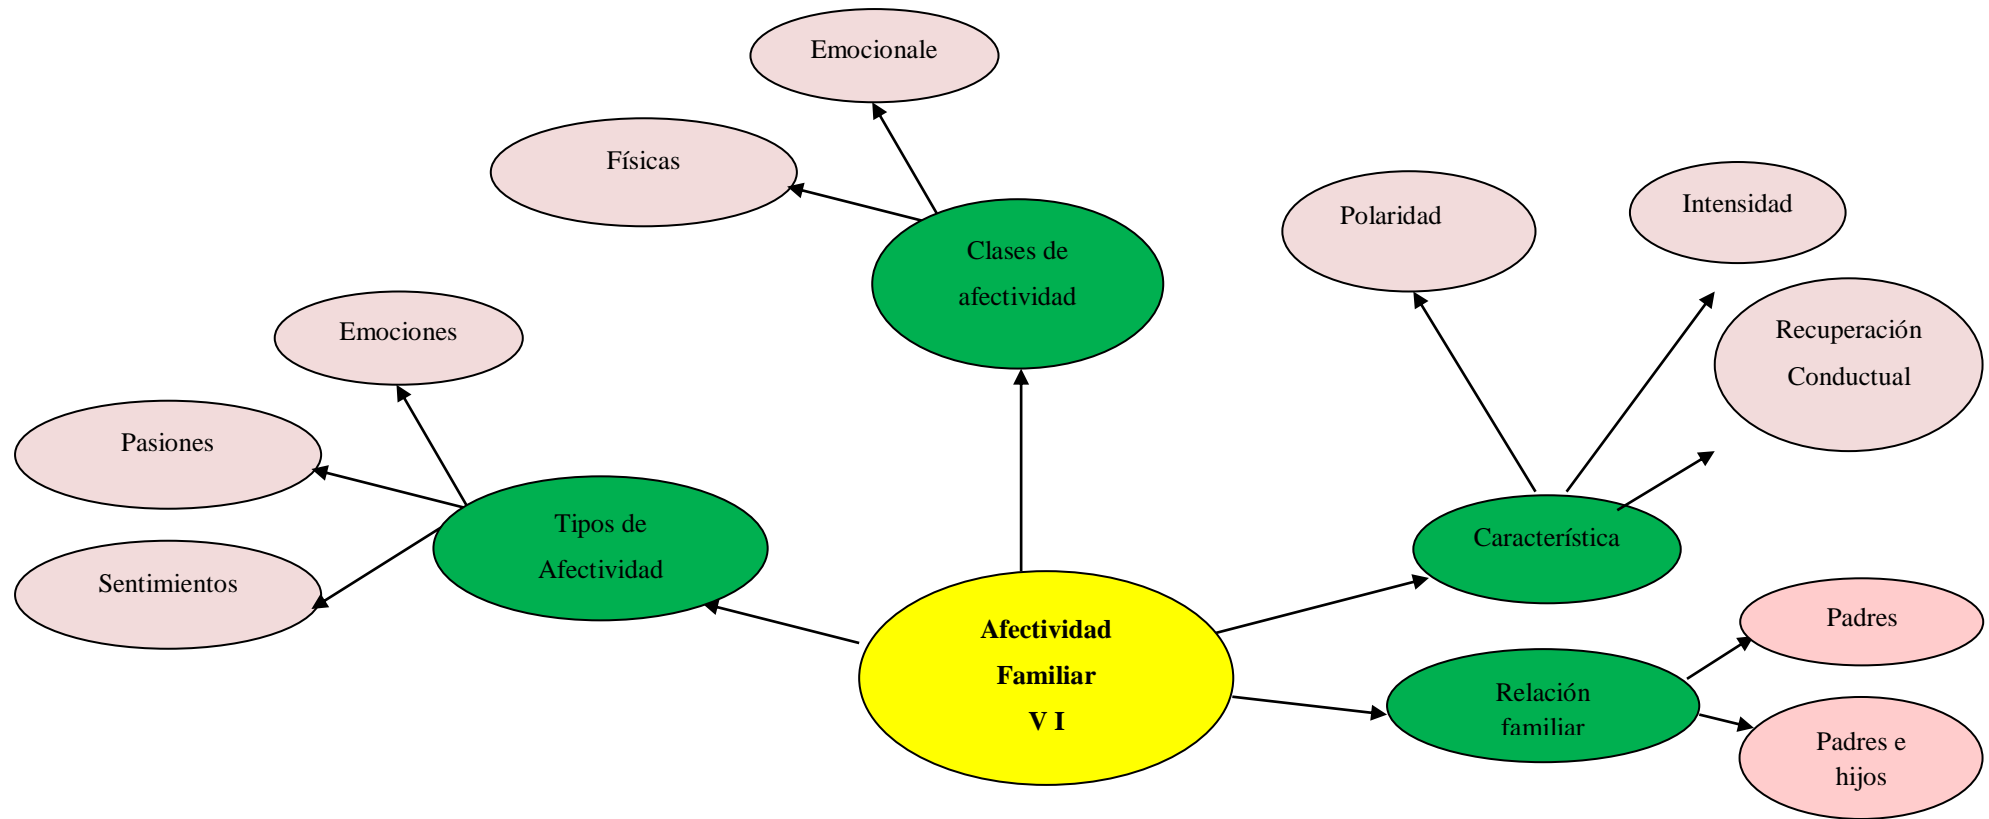 Emocionale
Físicas
Clases de
afectividad
Polaridad
Intensidad
Recuperación
Conductual
Emociones
Pasiones
Sentimientos
Tipos de
Afectividad
Característica
Afectividad
Familiar
V I
Relación
familiar
Padres
Padres e
hijos